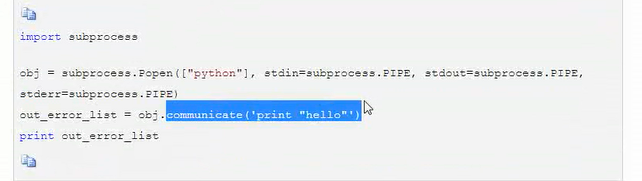 import subprocess
obj = subprocess.Popen(["python"], stdin=subprocess.PIPE, stdout=subprocess.PIPE,
stderr=subprocess.PIPE)
out_error_list = obj.communicate('print "hello"')
print out_error_list